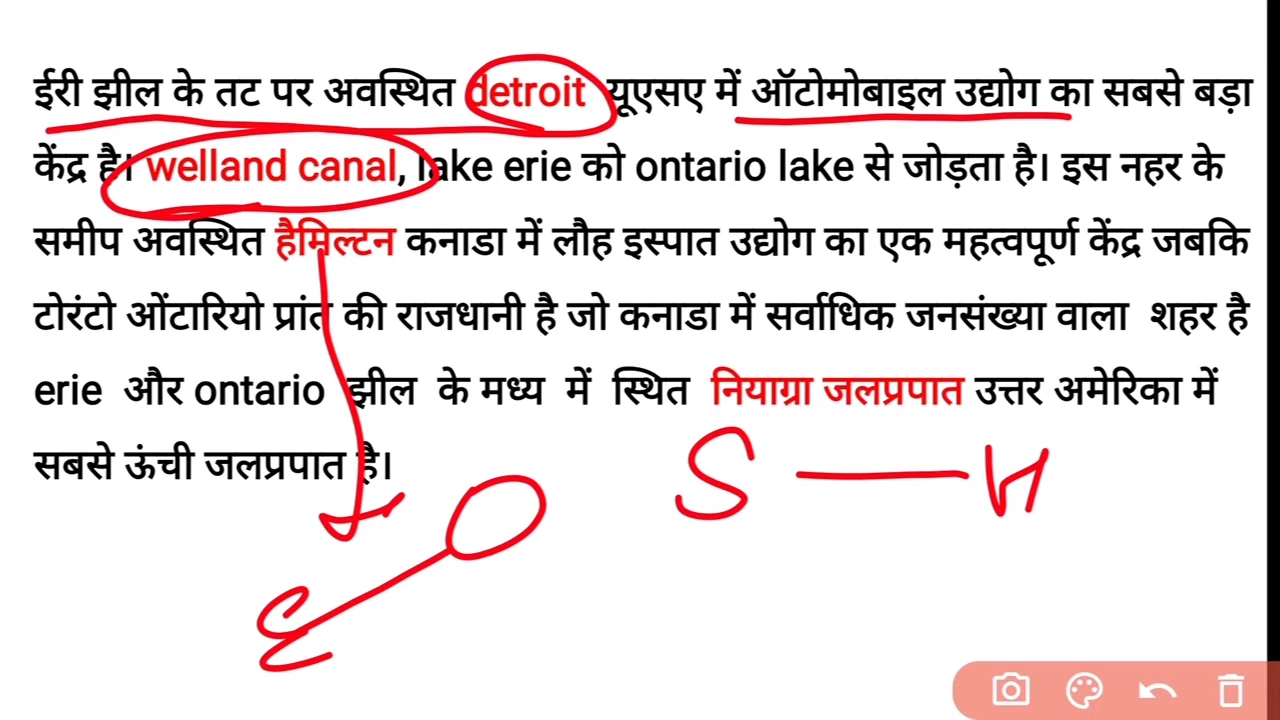 ईरी झील के तट पर अवस्थित detroit यूएसए में ऑटोमोबाइल उद्योग का सबसे बड़ा
केंद्र है। welland canal, lake erie को ontario lake से जोड़ता है। इस नहर के
समीप अवस्थित हैमिल्टन कनाडा में लौह इस्पात उद्योग का एक महत्वपूर्ण केंद्र जबकि
टोरंटो ओंटारियो प्रांत की राजधानी है जो कनाडा में सर्वाधिक जनसंख्या वाला शहर है
erie और ontario झील के मध्य में स्थित नियाग्रा जलप्रपात उत्तर अमेरिका में
सबसे ऊंची जलप्रपात है।
S — H
E — O